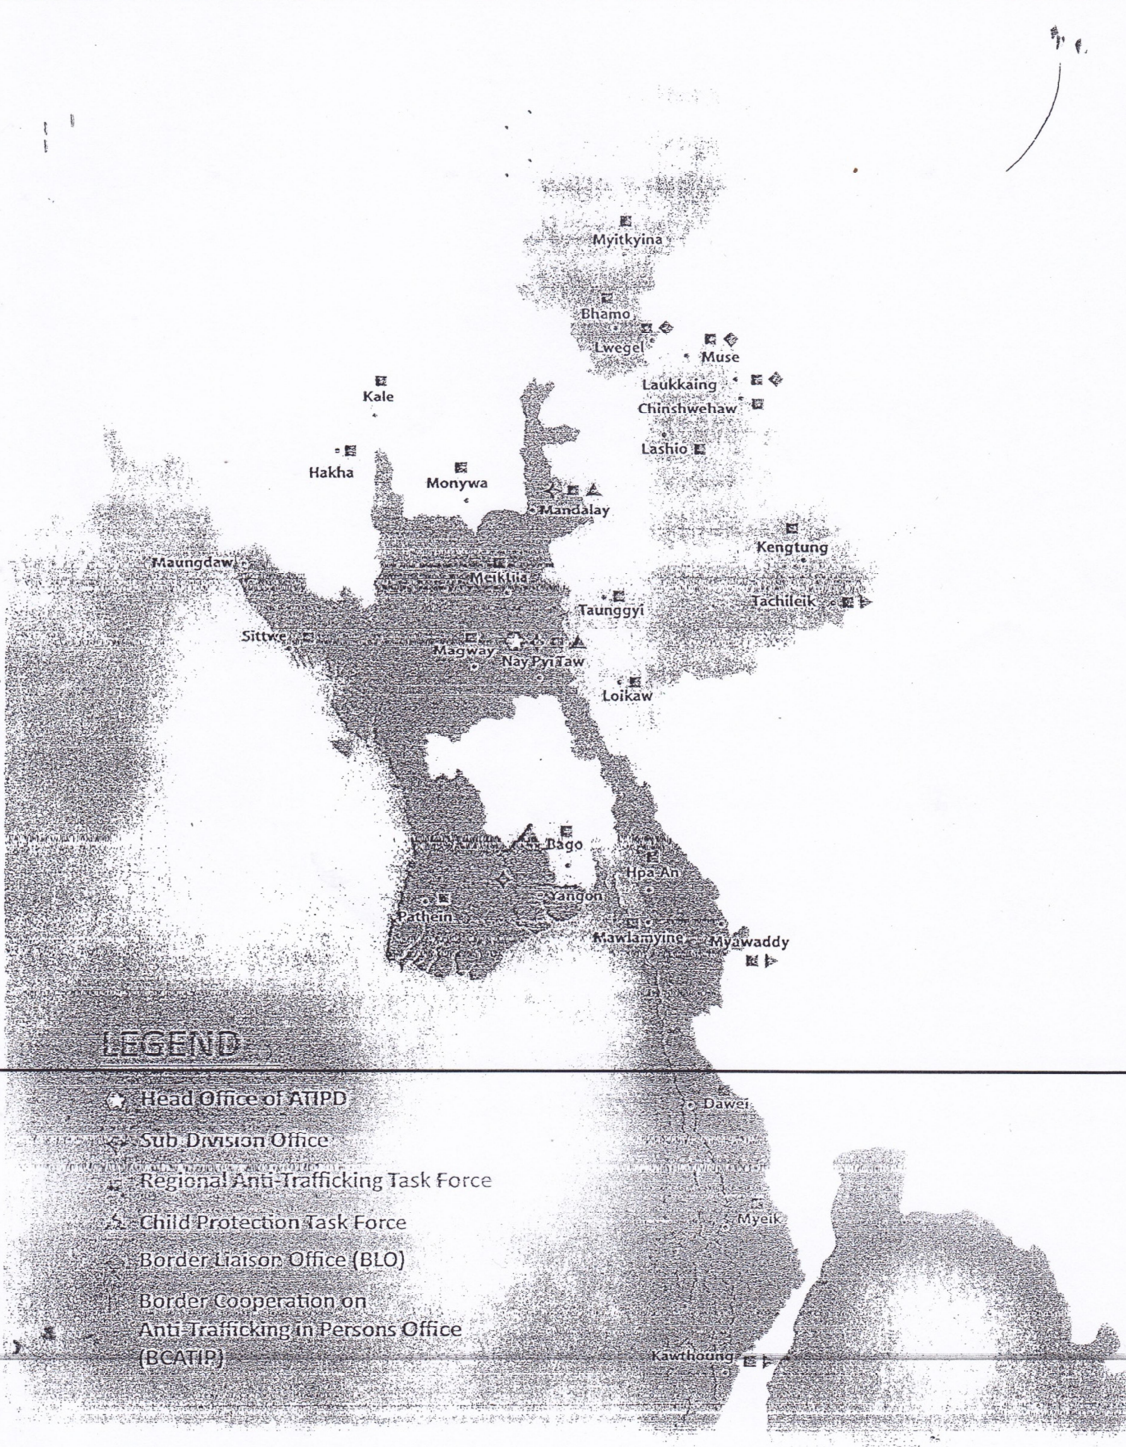 Myitkyina
Bhamo
Lwegel
Muse
Laukkaing
Kale
Chinshwehaw
Lashio
Hakha
Monywa
Mandalay
Kengtung
Maungdaw
Meiktila
Tachileik
Taunggyi
Sittwe
Magway
Nay Pyi Taw
Loikaw
Bago
Hpa-An
Yangon
Pathein
Mawlamyine
Myawaddy
LEGEND
Head Office of ATIPD
Dawei
Sub-Division Office
Regional Anti-Trafficking Task Force
Myeik
Child Protection Task Force
Border Liaison Office (BLO)
Border Cooperation on
Anti-Trafficking in Persons Office
(BCATIP)
Kawthoung